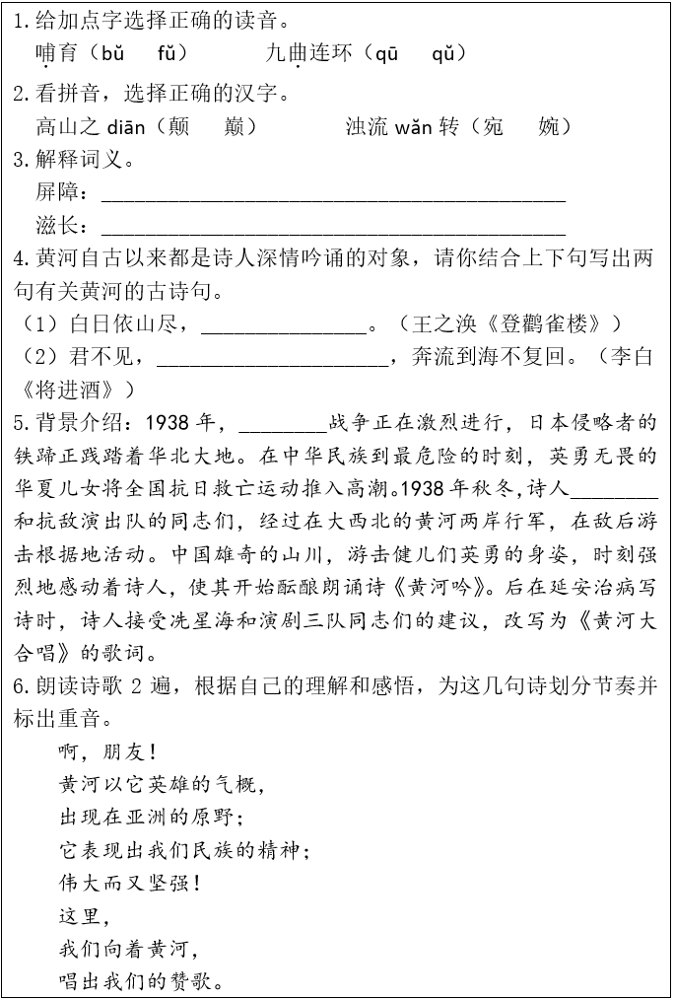 1.给加点字选择正确的读音。
哺育（bǔ fǔ） 九曲连环（qū qǔ）
2.看拼音，选择正确的汉字。
高山之 diān（颠 巅） 浊流 wǎn 转（宛 婉）
3.解释词义。
屏障：__________________________________________
滋长：__________________________________________
4.黄河自古以来都是诗人深情吟诵的对象，请你结合上下句写出两
句有关黄河的古诗句。
（1）白日依山尽，_______________。（王之涣《登鹳雀楼》）
（2）君不见，_____________________，奔流到海不复回。（李白
《将进酒》）
5.背景介绍：1938 年，________战争正在激烈进行，日本侵略者的
铁蹄正践踏着华北大地。在中华民族到最危险的时刻，英勇无畏的
华夏儿女将全国抗日救亡运动推入高潮。1938 年秋冬，诗人________
和抗敌演出队的同志们，经过在大西北的黄河两岸行军，在敌后游
击根据地活动。中国雄奇的山川，游击健儿们英勇的身姿，时刻强
烈地感动着诗人，使其开始酝酿朗诵诗《黄河吟》。后在延安治病写
诗时，诗人接受冼星海和演剧三队同志们的建议，改写为《黄河大
合唱》的歌词。
6.朗读诗歌 2 遍，根据自己的理解和感悟，为这几句诗划分节奏并
标出重音。
啊，朋友！
黄河以它英雄的气概，
出现在亚洲的原野；
它表现出我们民族的精神；
伟大而又坚强！
这里，
我们向着黄河，
唱出我们的赞歌。